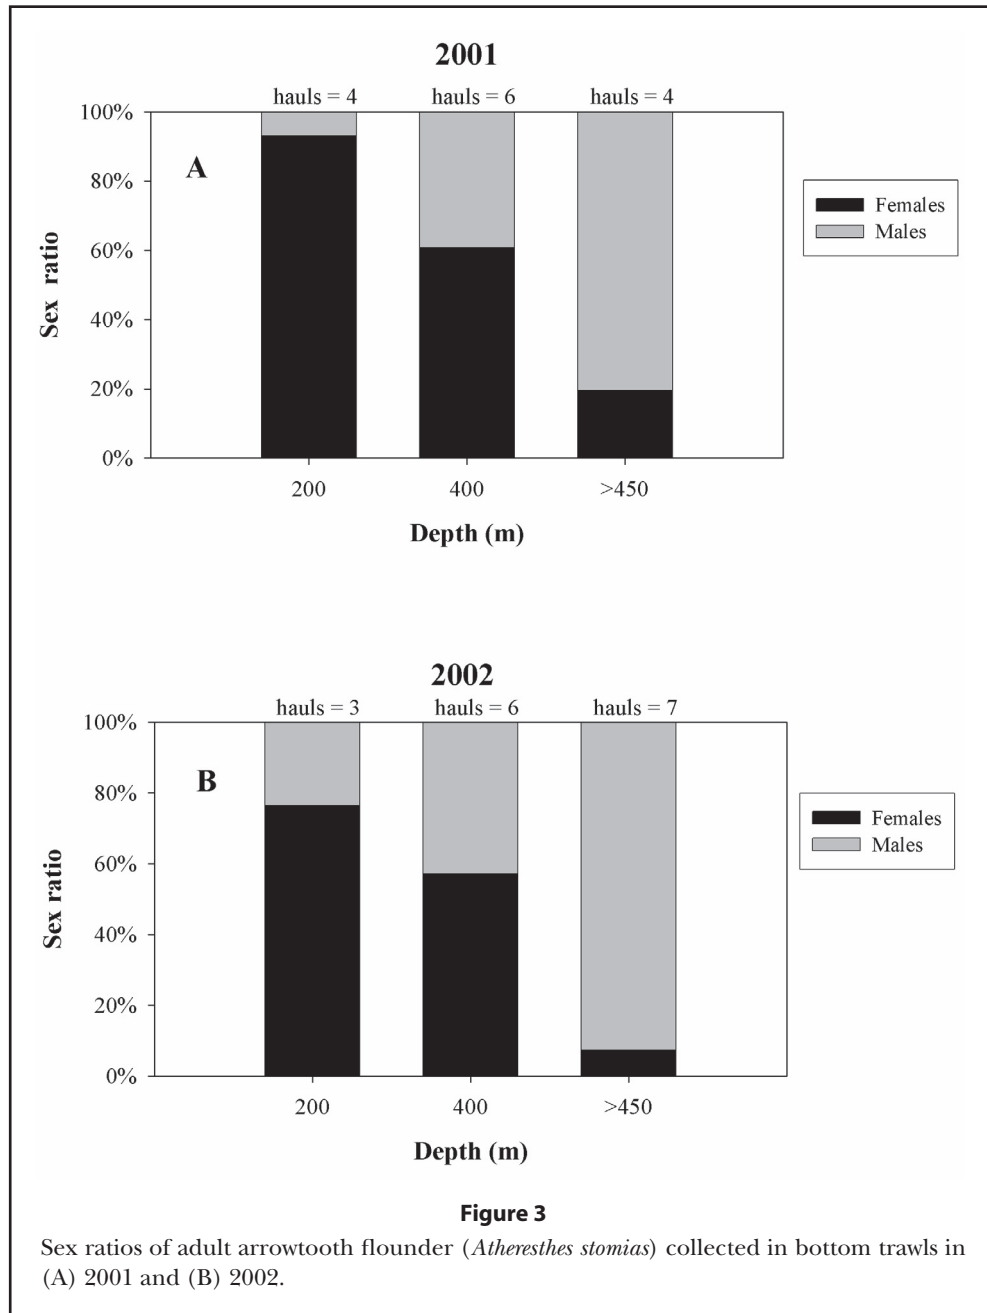 2001
hauls = 4 hauls = 6 hauls = 4
100%
80%
60%
40%
20%
0%
A
Sex ratio
Females
Males
200 400 >450
Depth (m)
2002
hauls = 3 hauls = 6 hauls = 7
100%
80%
60%
40%
20%
0%
B
Sex ratio
Females
Males
200 400 >450
Depth (m)
Figure 3
Sex ratios of adult arrowtooth flounder (Atheresthes stomias) collected in bottom trawls in
(A) 2001 and (B) 2002.